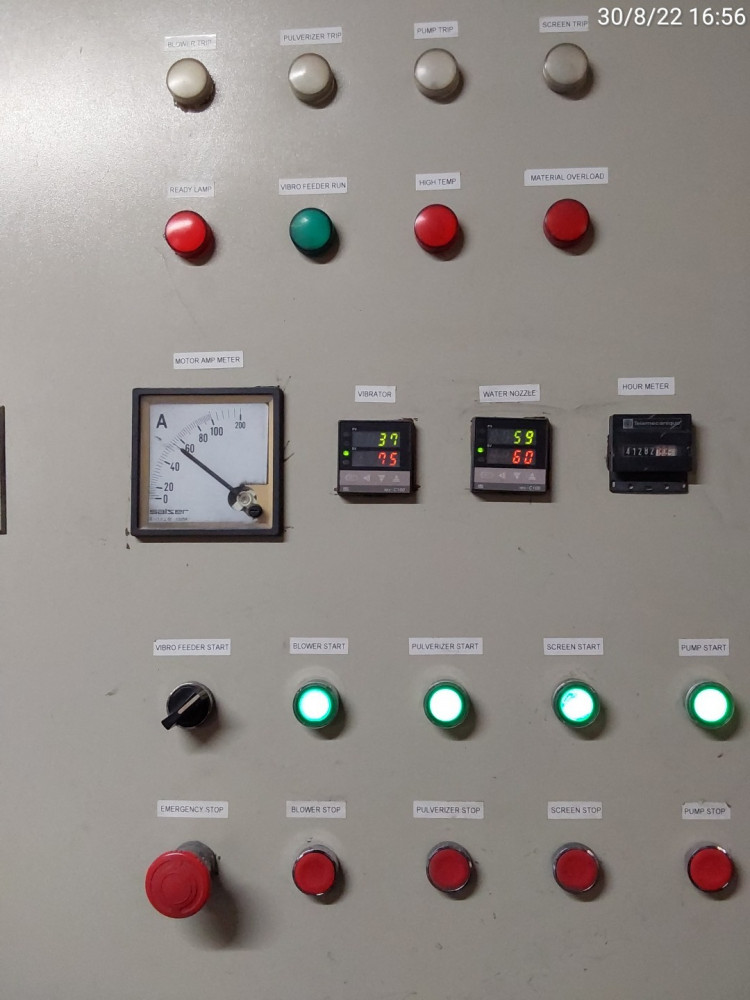 30/8/22 16:56
BLOWER TRIP
PULVERIZER TRIP
PUMP TRIP
SCREEN TRIP
READY LAMP
VIBRO FEEDER RUN
HIGH TEMP
MATERIAL OVERLOAD
MOTOR AMP METER
VIBRATOR
WATER NOZZLE
HOUR METER
A
0
20
40
60
80
100
200
37
75
59
60
VIBRO FEEDER START
BLOWER START
PULVERIZER START
SCREEN START
PUMP START
EMERGENCY STOP
BLOWER STOP
PULVERIZER STOP
SCREEN STOP
PUMP STOP